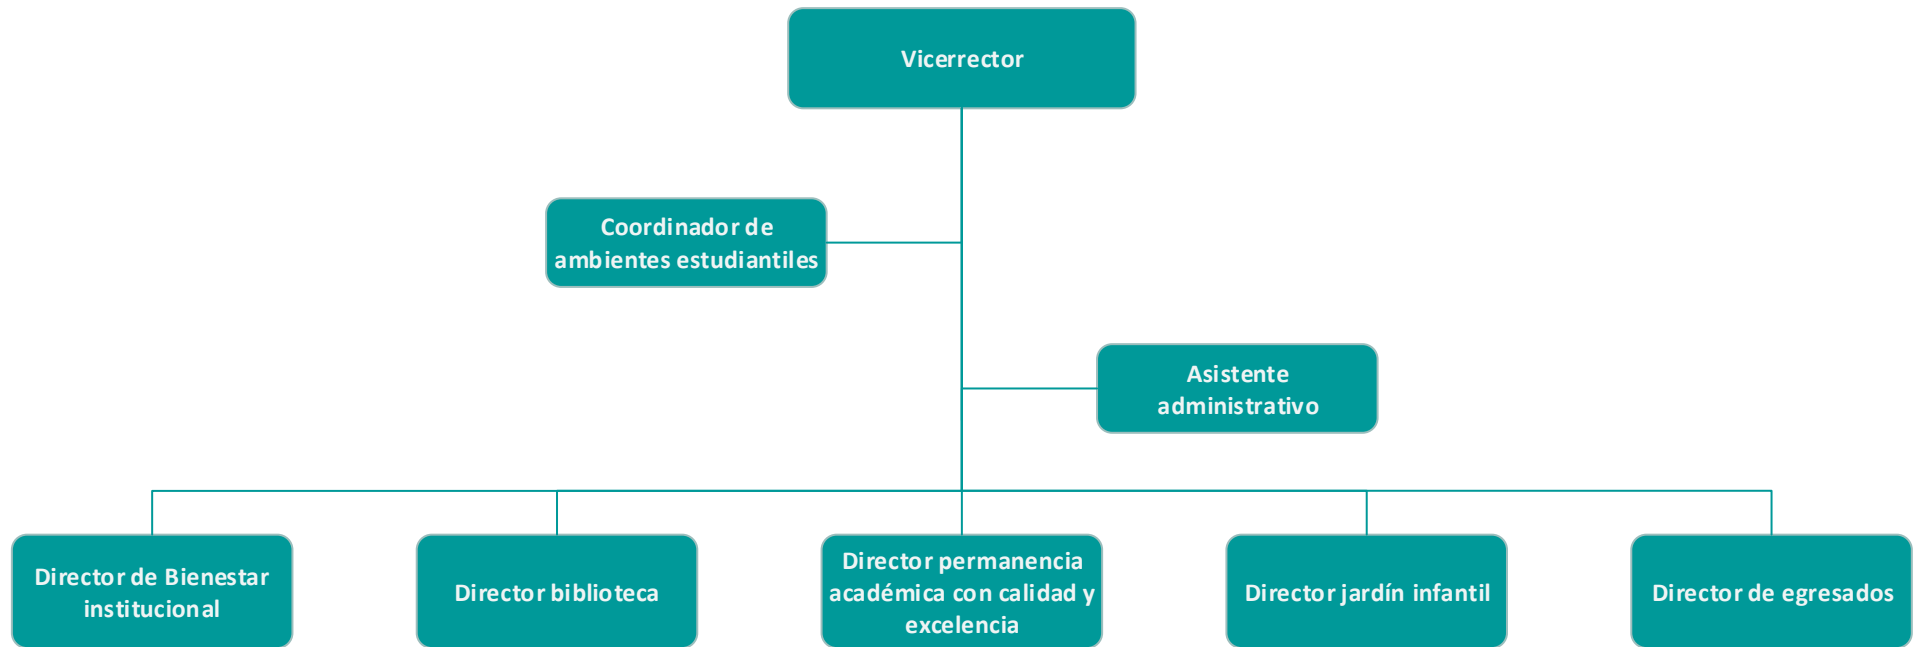 Vicerrector
Coordinador de
ambientes estudiantiles
Asistente
administrativo
Director de Bienestar
institucional
Director biblioteca
Director permanencia
académica con calidad y
excelencia
Director jardín infantil
Director de egresados